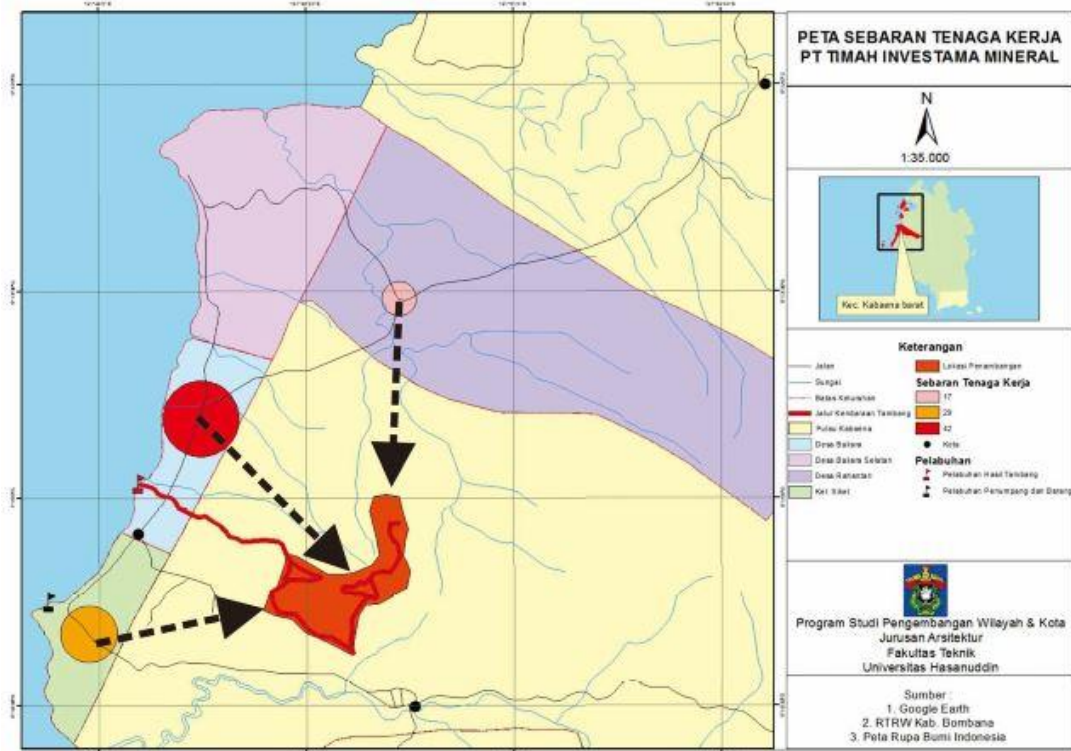 PETA SEBARAN TENAGA KERJA
PT TIMAH INVESTAMA MINERAL
N
1:35.000
Kec. Kabaena barat
Keterangan
Jalan
Sungai
Batas Kelurahan
Jalur Kendaraan Tambang
Pulau Kabaena
Desa Baliara
Desa Baliara Selatan
Desa Rahantari
Kel. Sikeli
Lokasi Penambangan
Sebaran Tenaga Kerja
17
29
42
Kota
Pelabuhan
Pelabuhan Hasil Tambang
Pelabuhan Penumpang dan Barang
Program Studi Pengembangan Wilayah & Kota
Jurusan Arsitektur
Fakultas Teknik
Universitas Hasanuddin
Sumber :
1. Google Earth
2. RTRW Kab. Bombana
3. Peta Rupa Bumi Indonesia